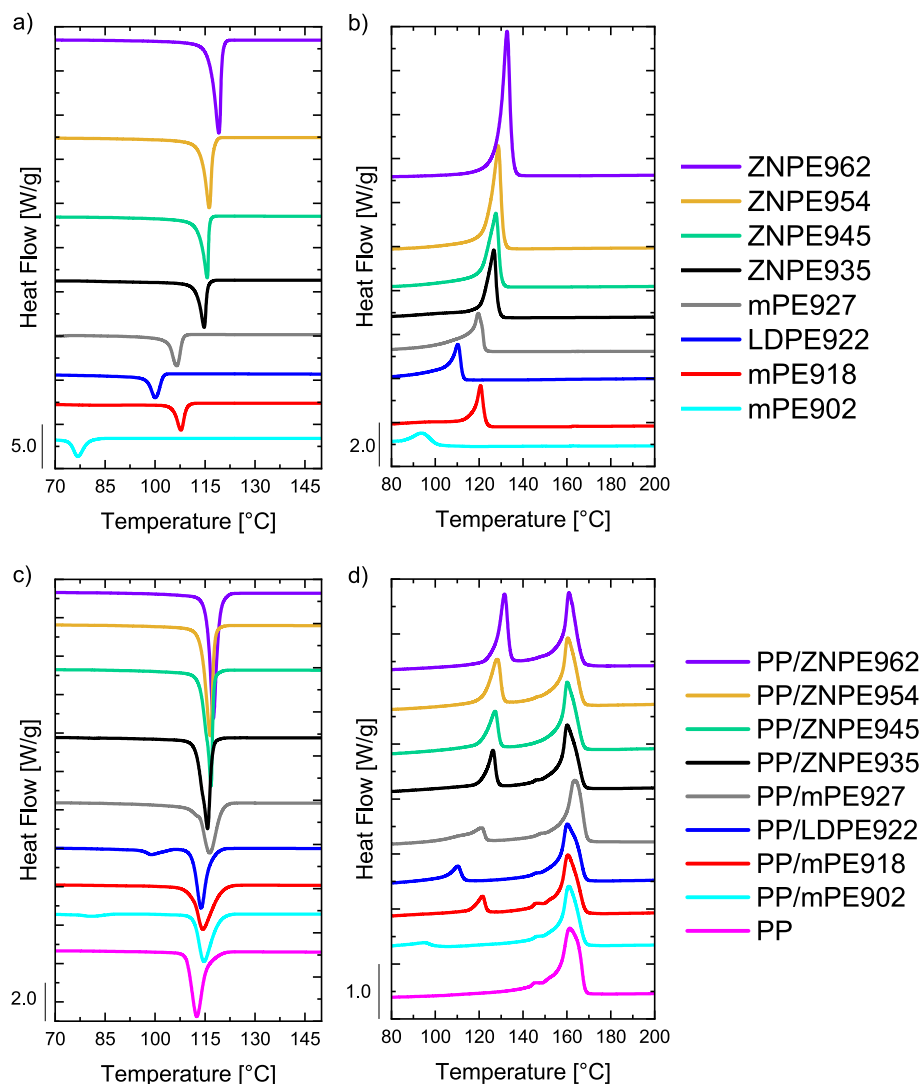 a)
Heat Flow [W/g]
5.0
70 85 100 115 130 145
Temperature [°C]
b)
Heat Flow [W/g]
2.0
80 100 120 140 160 180 200
Temperature [°C]
ZNPE962
ZNPE954
ZNPE945
ZNPE935
mPE927
LDPE922
mPE918
mPE902
c)
Heat Flow [W/g]
2.0
70 85 100 115 130 145
Temperature [°C]
d)
Heat Flow [W/g]
1.0
80 100 120 140 160 180 200
Temperature [°C]
PP/ZNPE962
PP/ZNPE954
PP/ZNPE945
PP/ZNPE935
PP/mPE927
PP/LDPE922
PP/mPE918
PP/mPE902
PP